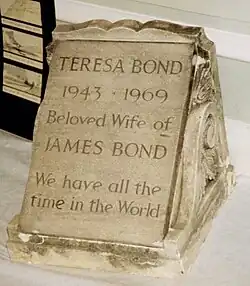 TERESA BOND
1943 · 1969
Beloved Wife of
JAMES BOND
We have all the
time in the World